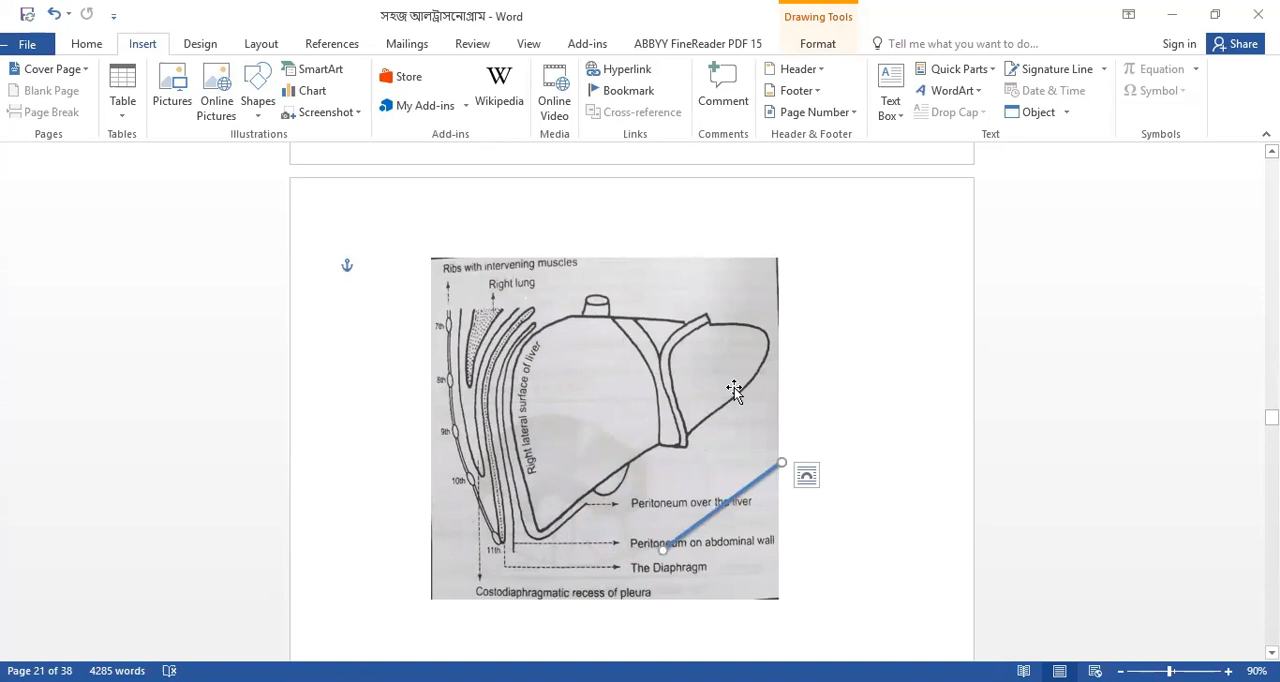 সহজ আলট্রাসনোগ্রাম - Word
Drawing Tools
File Home Insert Design Layout References Mailings Review View Add-ins ABBYY FineReader PDF 15 Format Tell me what you want to do... Sign in Share
Cover Page
Blank Page
Page Break
Pages
Table
Tables
Pictures
Online Pictures
Shapes
SmartArt
Chart
Screenshot
Illustrations
Store
My Add-ins
W
Wikipedia
Add-ins
Online Video
Media
Hyperlink
Bookmark
Cross-reference
Links
Comment
Comments
Header
Footer
Page Number
Header & Footer
A
Text Box
Quick Parts
WordArt
Drop Cap
Signature Line
Date & Time
Object
Text
Equation
Symbol
Symbols
Ribs with intervening muscles
Right lung
7th
8th
9th
10th
11th
Right lateral surface of liver
Peritoneum over the liver
Peritoneum on abdominal wall
The Diaphragm
Costodiaphragmatic recess of pleura
Page 21 of 38 4285 words 90%